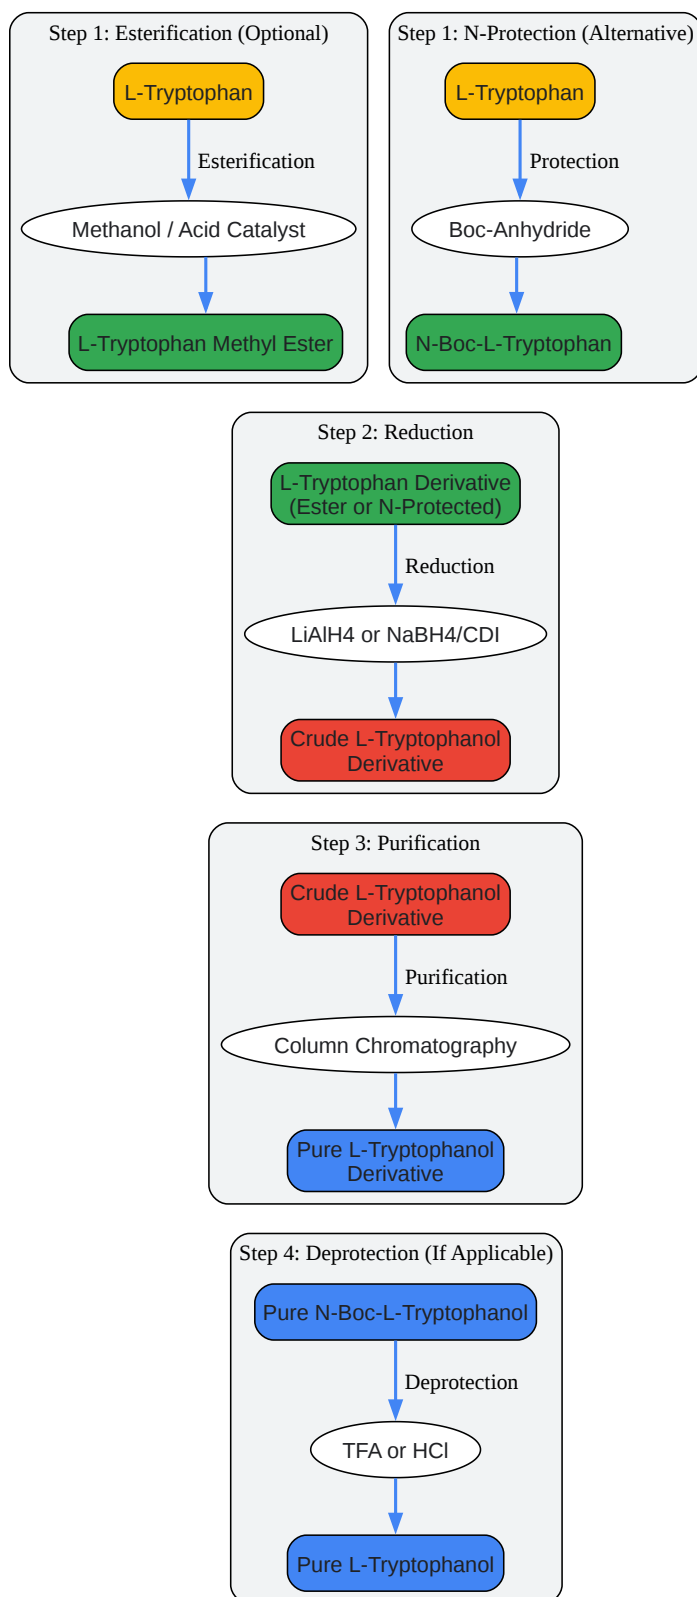 Step 1: Esterification (Optional)
L-Tryptophan
Esterification
Methanol / Acid Catalyst
L-Tryptophan Methyl Ester
Step 1: N-Protection (Alternative)
L-Tryptophan
Protection
Boc-Anhydride
N-Boc-L-Tryptophan
Step 2: Reduction
L-Tryptophan Derivative
(Ester or N-Protected)
Reduction
LiAlH4 or NaBH4/CDI
Crude L-Tryptophanol
Derivative
Step 3: Purification
Crude L-Tryptophanol
Derivative
Purification
Column Chromatography
Pure L-Tryptophanol
Derivative
Step 4: Deprotection (If Applicable)
Pure N-Boc-L-Tryptophanol
Deprotection
TFA or HCl
Pure L-Tryptophanol